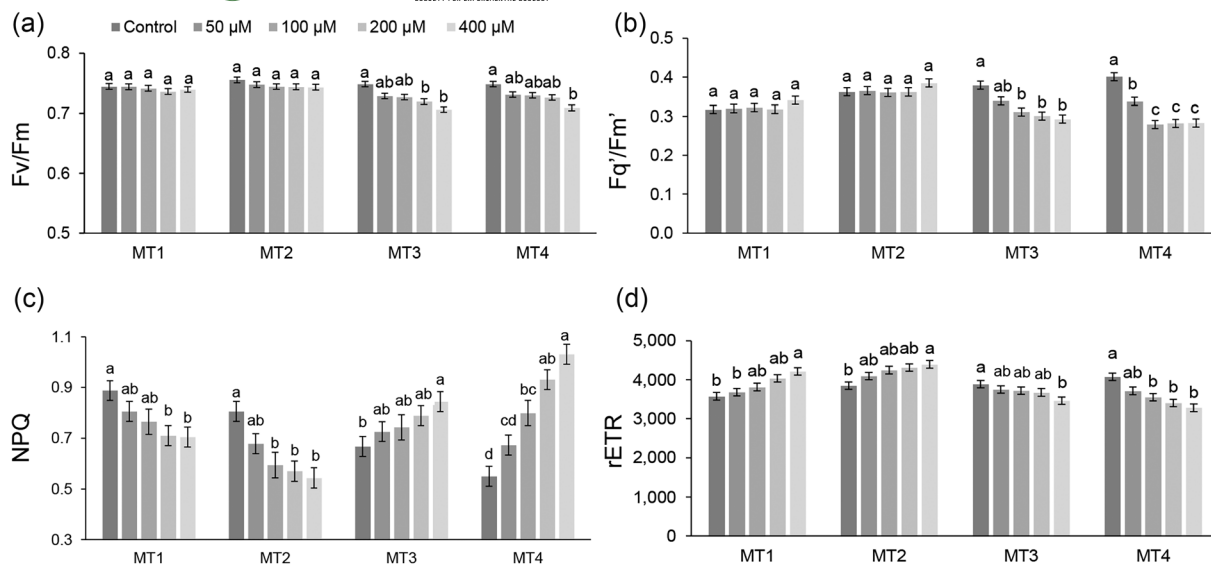 (a)
Control 50 µM 100 µM 200 µM 400 µM
0.8
0.7
0.6
0.5
Fv/Fm
a a a a a
a a a a a
a ab ab b b
a ab ab ab b
MT1 MT2 MT3 MT4
(b)
0.5
0.4
0.3
0.2
0.1
0.0
Fq'/Fm'
a a a a a
a a a a a
a ab b b b
a b c c c
MT1 MT2 MT3 MT4
(c)
1.1
0.9
0.7
0.5
0.3
NPQ
a ab ab b b
a ab b b b
b ab ab ab a
d cd bc ab a
MT1 MT2 MT3 MT4
(d)
5,000
4,000
3,000
2,000
1,000
0
rETR
b b ab ab a
b ab ab ab a
a ab ab ab b
a ab b b b
MT1 MT2 MT3 MT4